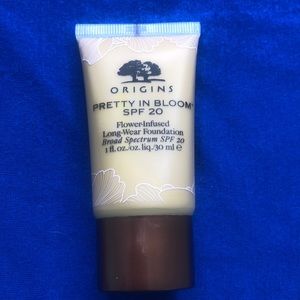 ORIGINS
PRETTY IN BLOOM™
SPF 20
Flower-Infused
Long-Wear Foundation
Broad Spectrum SPF 20
1 fl.oz./oz.liq./30 ml e